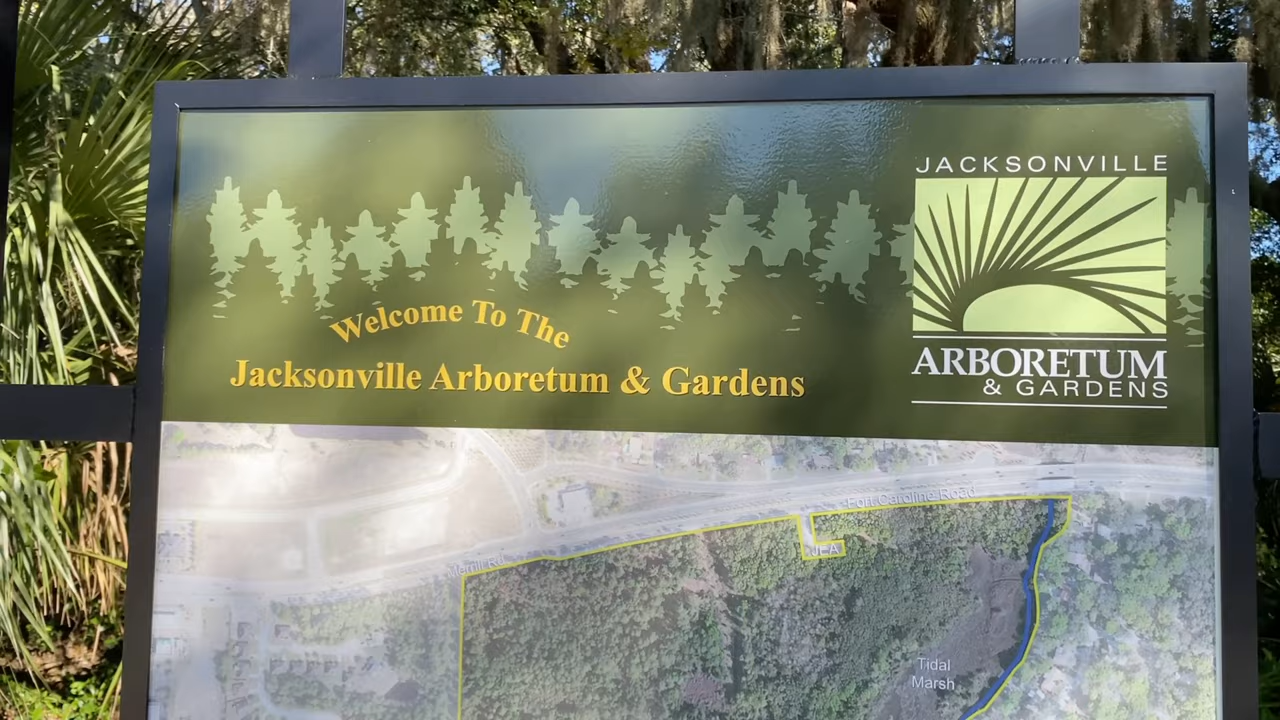 JACKSONVILLE
ARBORETUM
& GARDENS
Welcome To The
Jacksonville Arboretum & Gardens
Fort Caroline Road
Merrill Rd
JEA
Tidal
Marsh